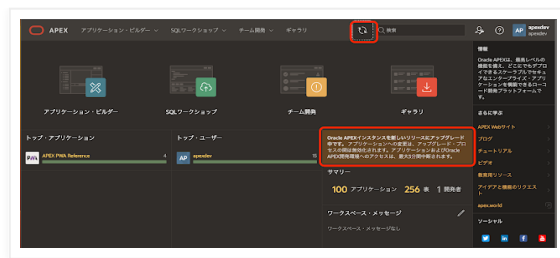 APEX
アプリケーション・ビルダー
SQLワークショップ
チーム開発
ギャラリ
検索
AP
apexdev
apexdev
アプリケーション・ビルダー
SQLワークショップ
チーム開発
ギャラリ
トップ・アプリケーション
APEX PWA Reference
4
トップ・ユーザー
AP
apexdev
15
Oracle APEXインスタンスを新しいリリースにアップグレード
中です。アプリケーションへの変更は、アップグレード・プロ
セスの間は無効化されます。アプリケーションおよびOracle
APEX開発環境へのアクセスは、最大3分間中断されます。
サマリー
100 アプリケーション 256 表 1 開発者
ワークスペース・メッセージ
ワークスペース・メッセージなし
情報
Oracle APEXは、最高レベルの
機能を備え、どこにでもデプロ
イできるスケーラブルでセキュ
アなエンタープライズ・アプリ
ケーションを構築できるローコ
ード開発プラットフォームで
す。
さらに学ぶ
APEX Webサイト
ブログ
チュートリアル
ビデオ
教育用リソース
アイデアと機能のリクエス
ト
apex.world
ソーシャル